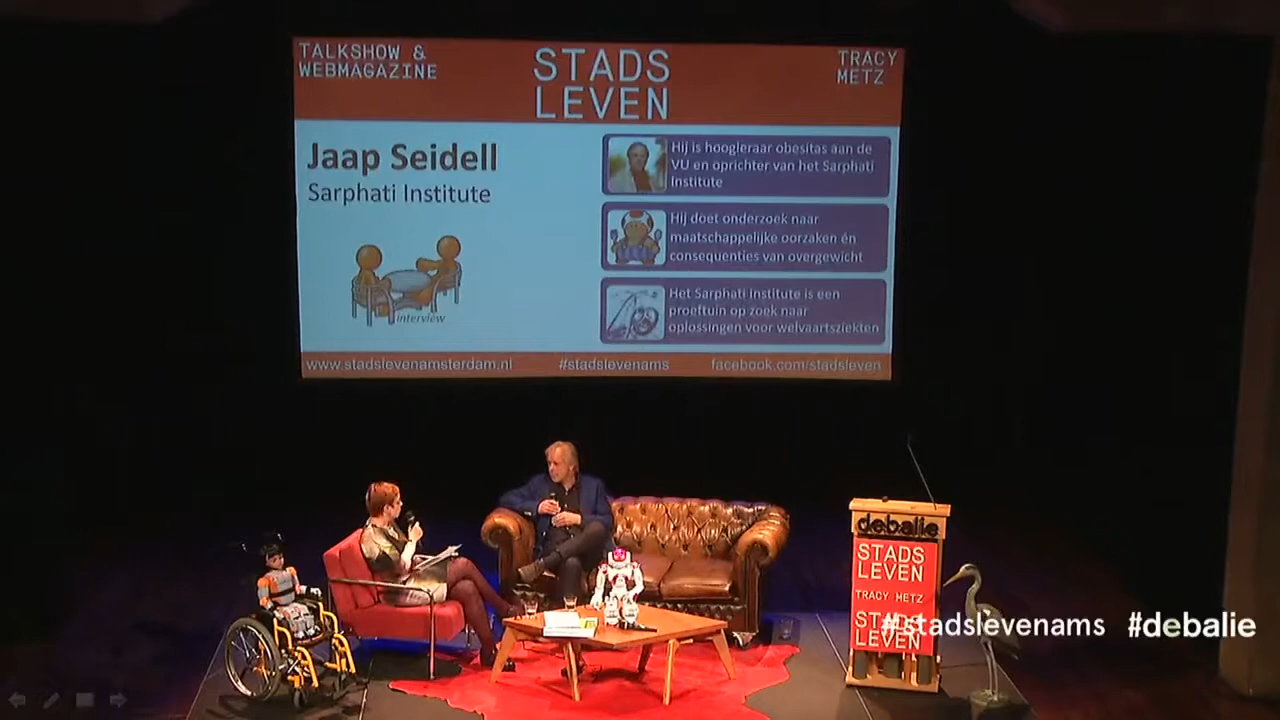 TALKSHOW &
WEBMAGAZINE
STADS
LEVEN
TRACY
METZ
Jaap Seidell
Sarphati Institute
interview
Hij is hoogleraar obesitas aan de
VU en oprichter van het Sarphati
Institute
Hij doet onderzoek naar
maatschappelijke oorzaken én
consequenties van overgewicht
Het Sarphati Institute is een
proeftuin op zoek naar
oplossingen voor welvaartsziekten
www.stadslevenamsterdam.nl
#stadslevenams
facebook.com/stadsleven
debalie
STADS
LEVEN
TRACY METZ
STADS
LEVEN
#stadslevenams #debalie